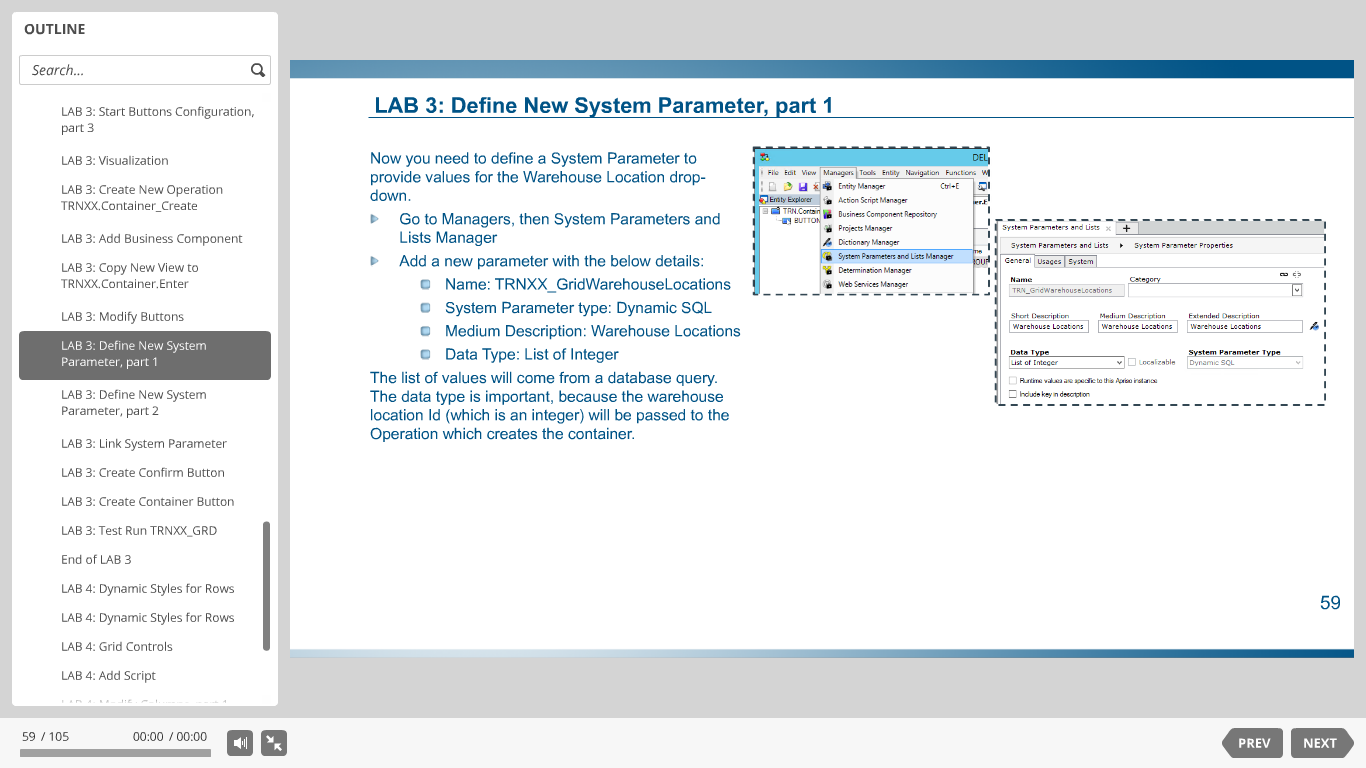 OUTLINE
Search...
LAB 3: Start Buttons Configuration,
part 3
LAB 3: Visualization
LAB 3: Create New Operation
TRNXX.Container_Create
LAB 3: Add Business Component
LAB 3: Copy New View to
TRNXX.Container.Enter
LAB 3: Modify Buttons
LAB 3: Define New System
Parameter, part 1
LAB 3: Define New System
Parameter, part 2
LAB 3: Link System Parameter
LAB 3: Create Confirm Button
LAB 3: Create Container Button
LAB 3: Test Run TRNXX_GRD
End of LAB 3
LAB 4: Dynamic Styles for Rows
LAB 4: Dynamic Styles for Rows
LAB 4: Grid Controls
LAB 4: Add Script
LAB 3: Define New System Parameter, part 1
Now you need to define a System Parameter to
provide values for the Warehouse Location drop-
down.
Go to Managers, then System Parameters and
Lists Manager
Add a new parameter with the below details:
Name: TRNXX_GridWarehouseLocations
System Parameter type: Dynamic SQL
Medium Description: Warehouse Locations
Data Type: List of Integer
The list of values will come from a database query.
The data type is important, because the warehouse
location Id (which is an integer) will be passed to the
Operation which creates the container.
DEL
File Edit View Managers Tools Entity Navigation Functions W
Entity Manager Ctrl+E
Entity Explorer
Action Script Manager
TRN.Contain
Business Component Repository
BUTTON
Projects Manager
Dictionary Manager
System Parameters and Lists Manager
Determination Manager
Web Services Manager
System Parameters and Lists x +
System Parameters and Lists System Parameter Properties
General Usages System
Name Category
TRN_GridWarehouseLocations
Short Description Medium Description Extended Description
Warehouse Locations Warehouse Locations Warehouse Locations
Data Type System Parameter Type
List of Integer Localizable Dynamic SQL
Runtime values are specific to this Apriso instance
Include key in description
59
59 / 105 00:00 / 00:00
PREV NEXT